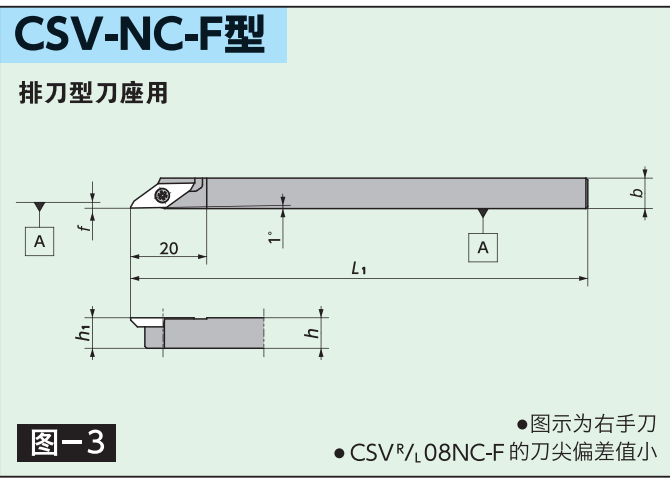 CSV-NC-F型
排刀型刀座用
b
f
A
1°
A
20
L₁
h₁
h
图-3
●图示为右手刀
●CSVᴿ/ʟ08NC-F的刀尖偏差值小